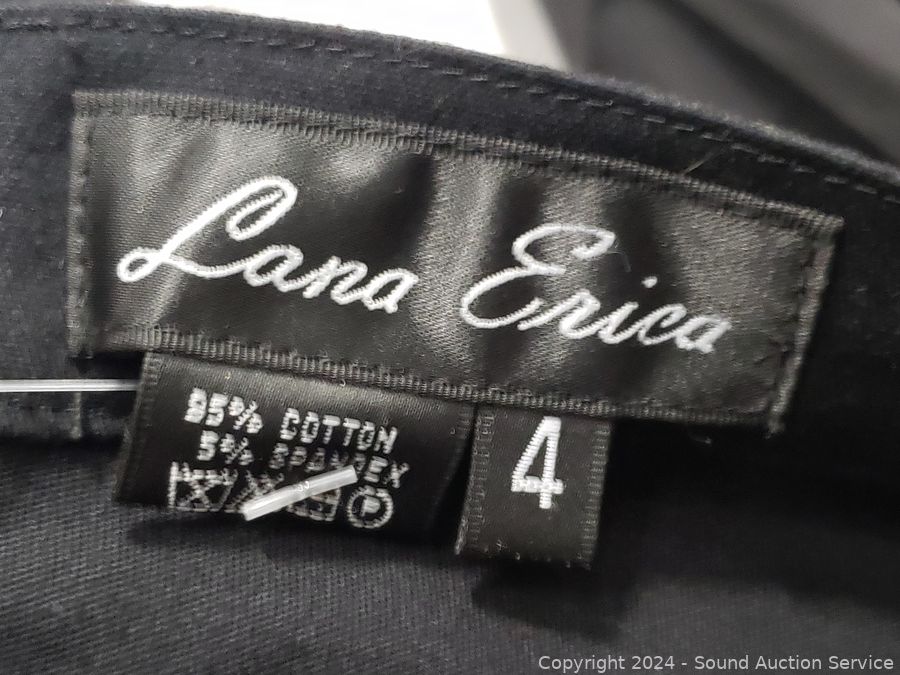 Lana Erica
95% COTTON
5% SPANDEX
4
P
Copyright 2024 - Sound Auction Service